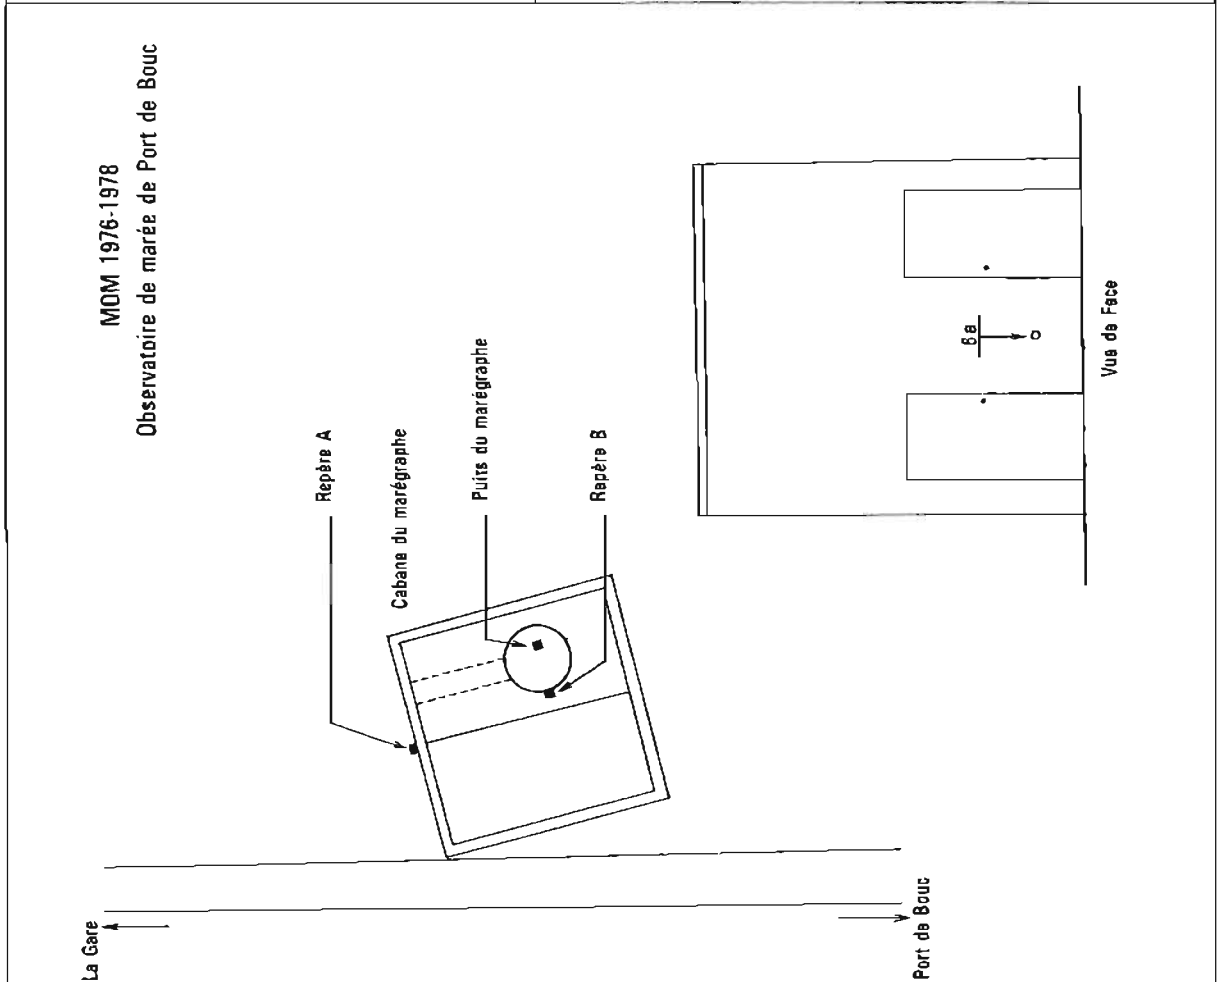 MOM 1976-1978
Observatoire de marée de Port de Bouc
Repère A
Cabane du marégraphe
Puits du marégraphe
Repère B
6a
Vue de Face
La Gare
Port de Bouc